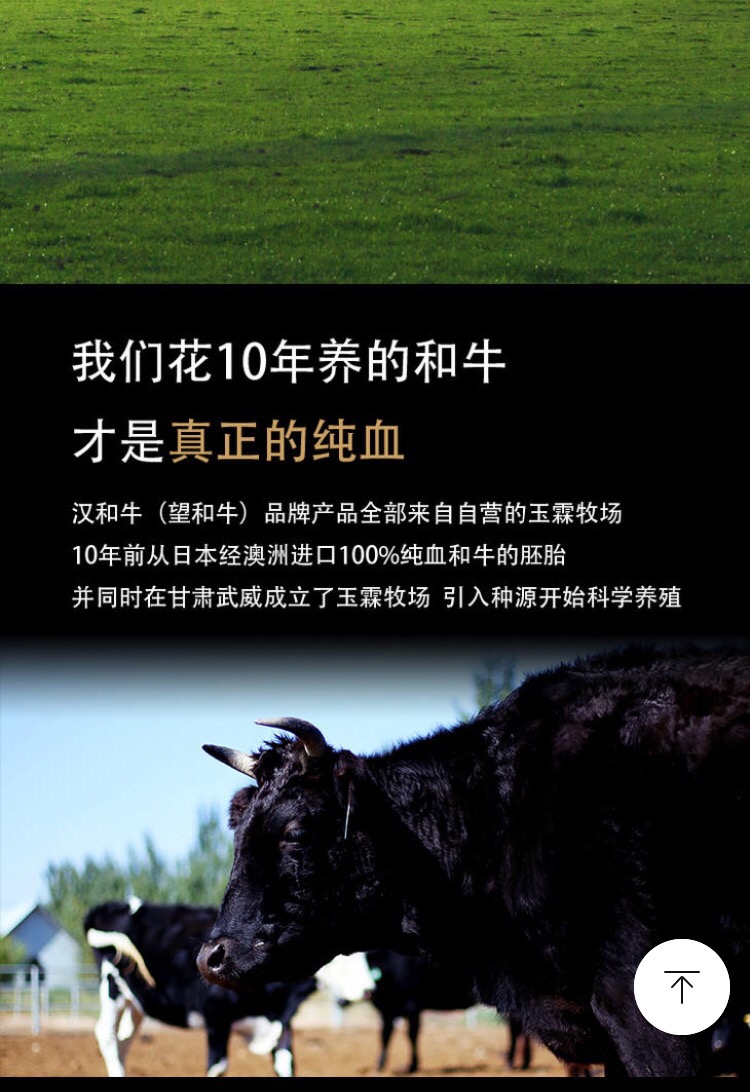 我们花10年养的和牛
才是真正的纯血
汉和牛（望和牛）品牌产品全部来自自营的玉霖牧场
10年前从日本经澳洲进口100%纯血和牛的胚胎
并同时在甘肃武威成立了玉霖牧场 引入种源开始科学养殖